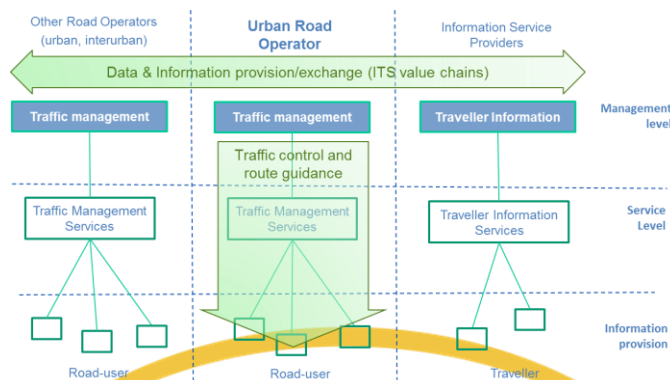 Other Road Operators
(urban, interurban)
Urban Road
Operator
Information Service
Providers
Data & Information provision/exchange (ITS value chains)
Traffic management
Traffic management
Traveller Information
Management
level
Traffic control and
route guidance
Traffic Management
Services
Traffic Management
Services
Traveller Information
Services
Service
Level
Information
provision
Road-user
Road-user
Traveller